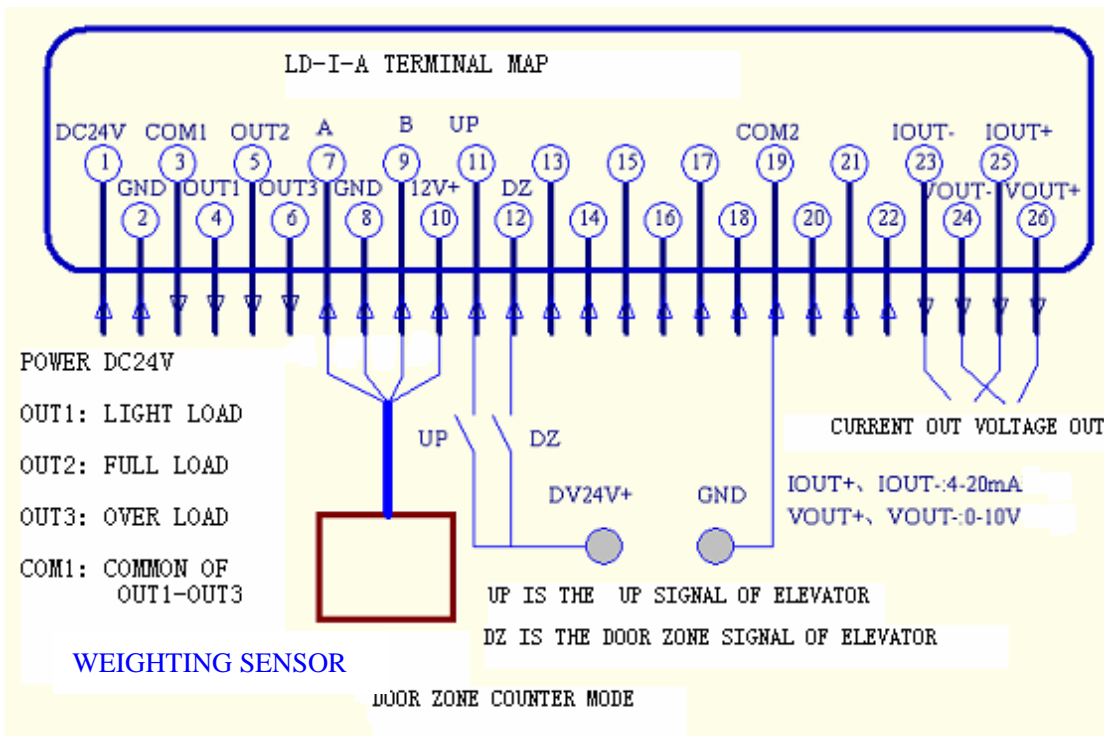 LD-I-A TERMINAL MAP
DC24V COM1 OUT2 A B UP COM2 IOUT- IOUT+
1 3 5 7 9 11 13 15 17 19 21 23 25
GND OUT1 OUT3 GND 12V+ DZ VOUT- VOUT+
2 4 6 8 10 12 14 16 18 20 22 24 26
POWER DC24V
OUT1: LIGHT LOAD
OUT2: FULL LOAD
OUT3: OVER LOAD
COM1: COMMON OF
OUT1-OUT3
WEIGHTING SENSOR
UP DZ
DV24V+ GND
CURRENT OUT VOLTAGE OUT
IOUT+、IOUT-:4-20mA
VOUT+、VOUT-:0-10V
UP IS THE UP SIGNAL OF ELEVATOR
DZ IS THE DOOR ZONE SIGNAL OF ELEVATOR
DOOR ZONE COUNTER MODE